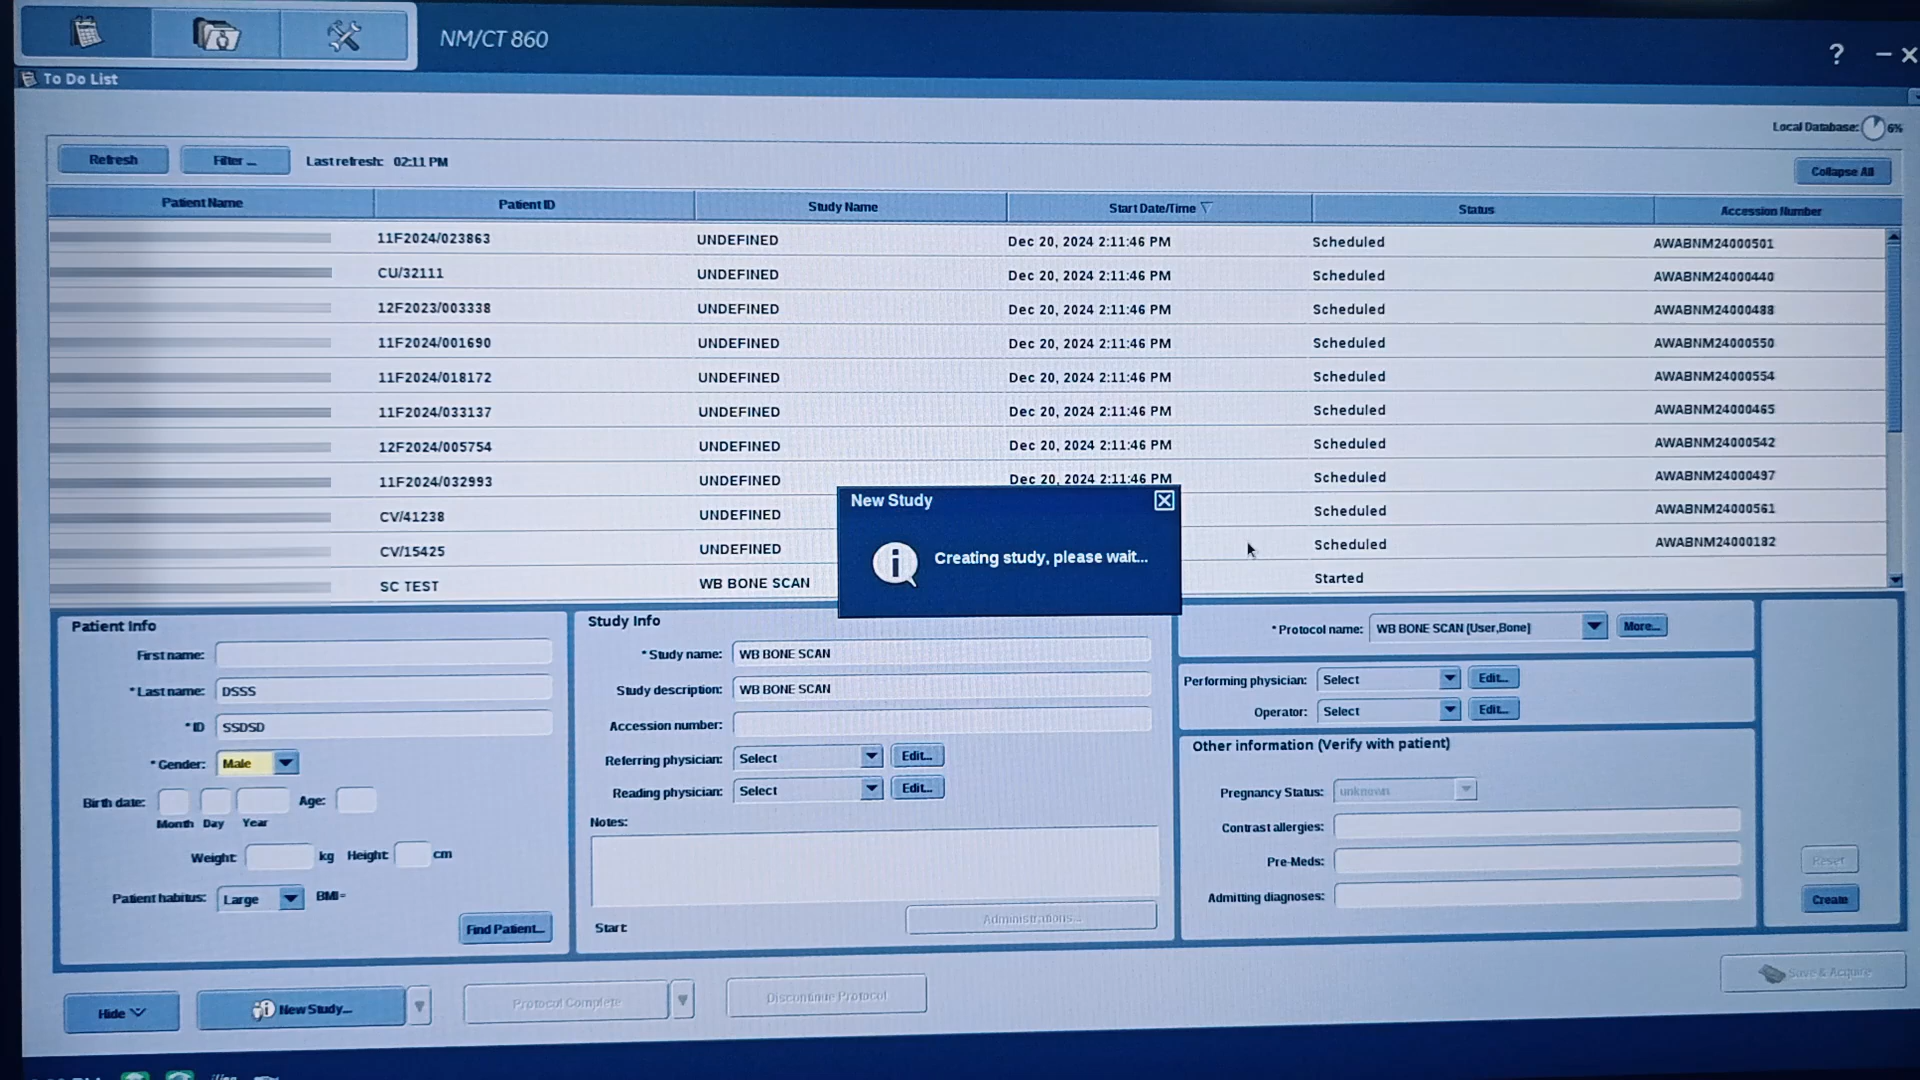 NM/CT 860
?
To Do List
Local Database: 6%
Refresh Filter ... Last refresh: 02:11 PM
Collapse All
Patient Name Patient ID Study Name Start Date/Time Status Accession Number
11F2024/023863 UNDEFINED Dec 20, 2024 2:11:46 PM Scheduled AWABNM24000501
CU/32111 UNDEFINED Dec 20, 2024 2:11:46 PM Scheduled AWABNM24000440
12F2023/003338 UNDEFINED Dec 20, 2024 2:11:46 PM Scheduled AWABNM24000488
11F2024/001690 UNDEFINED Dec 20, 2024 2:11:46 PM Scheduled AWABNM24000550
11F2024/018172 UNDEFINED Dec 20, 2024 2:11:46 PM Scheduled AWABNM24000554
11F2024/033137 UNDEFINED Dec 20, 2024 2:11:46 PM Scheduled AWABNM24000465
12F2024/005754 UNDEFINED Dec 20, 2024 2:11:46 PM Scheduled AWABNM24000542
11F2024/032993 UNDEFINED Dec 20, 2024 2:11:46 PM Scheduled AWABNM24000497
CV/41238 UNDEFINED Scheduled AWABNM24000561
CV/15425 UNDEFINED Scheduled AWABNM24000182
SC TEST WB BONE SCAN Started
New Study
Creating study, please wait...
Patient Info
First name:
* Last name: DSSS
* ID SSDSD
* Gender: Male
Birth date: Age:
Month Day Year
Weight: kg Height: cm
Patient habitus: Large BMI=
Find Patient...
Study Info
* Study name: WB BONE SCAN
Study description: WB BONE SCAN
Accession number:
Referring physician: Select Edit...
Reading physician: Select Edit...
Notes:
Start:
Administrations...
* Protocol name: WB BONE SCAN [User,Bone] More...
Performing physician: Select Edit...
Operator: Select Edit...
Other information (Verify with patient)
Pregnancy Status: unknown
Contrast allergies:
Pre-Meds:
Admitting diagnoses:
Reset
Create
Hide New Study... Protocol Complete Discontinue Protocol Save & Acquire